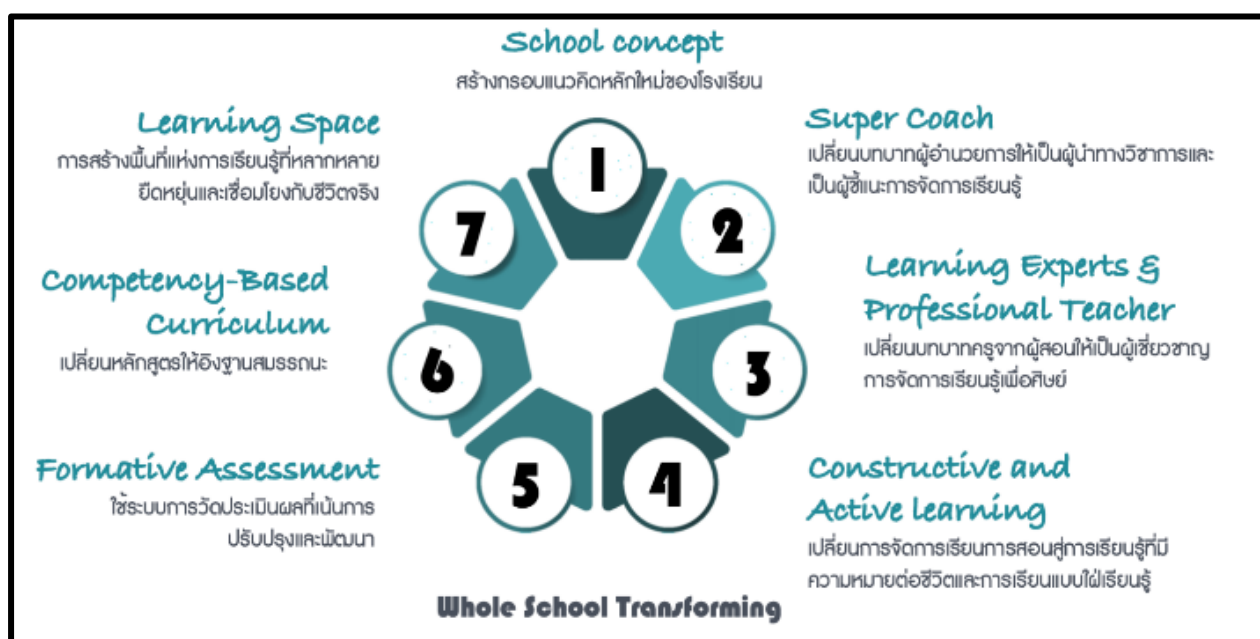 School concept
สร้างกรอบแนวคิดหลักใหม่ของโรงเรียน
1
Super Coach
เปลี่ยนบทบาทผู้อำนวยการให้เป็นผู้นำทางวิชาการและ
เป็นผู้ชี้แนะการจัดการเรียนรู้
2
Learning Experts &
Professional Teacher
เปลี่ยนบทบาทครูจากผู้สอนให้เป็นผู้เชี่ยวชาญ
การจัดการเรียนรู้เพื่อศิษย์
3
Constructive and
Active learning
เปลี่ยนการจัดการเรียนการสอนสู่การเรียนรู้ที่มี
ความหมายต่อชีวิตและการเรียนแบบใฝ่เรียนรู้
4
Formative Assessment
ใช้ระบบการวัดประเมินผลที่เน้นการ
ปรับปรุงและพัฒนา
5
Competency-Based
Curriculum
เปลี่ยนหลักสูตรให้อิงฐานสมรรถนะ
6
Learning Space
การสร้างพื้นที่แห่งการเรียนรู้ที่หลากหลาย
ยืดหยุ่นและเชื่อมโยงกับชีวิตจริง
7
Whole School Transforming